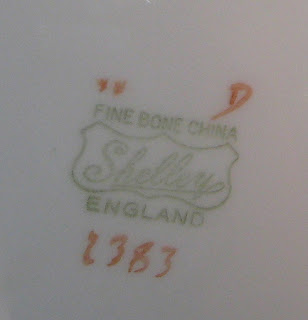 " D
FINE BONE CHINA
Shelley
ENGLAND
2383